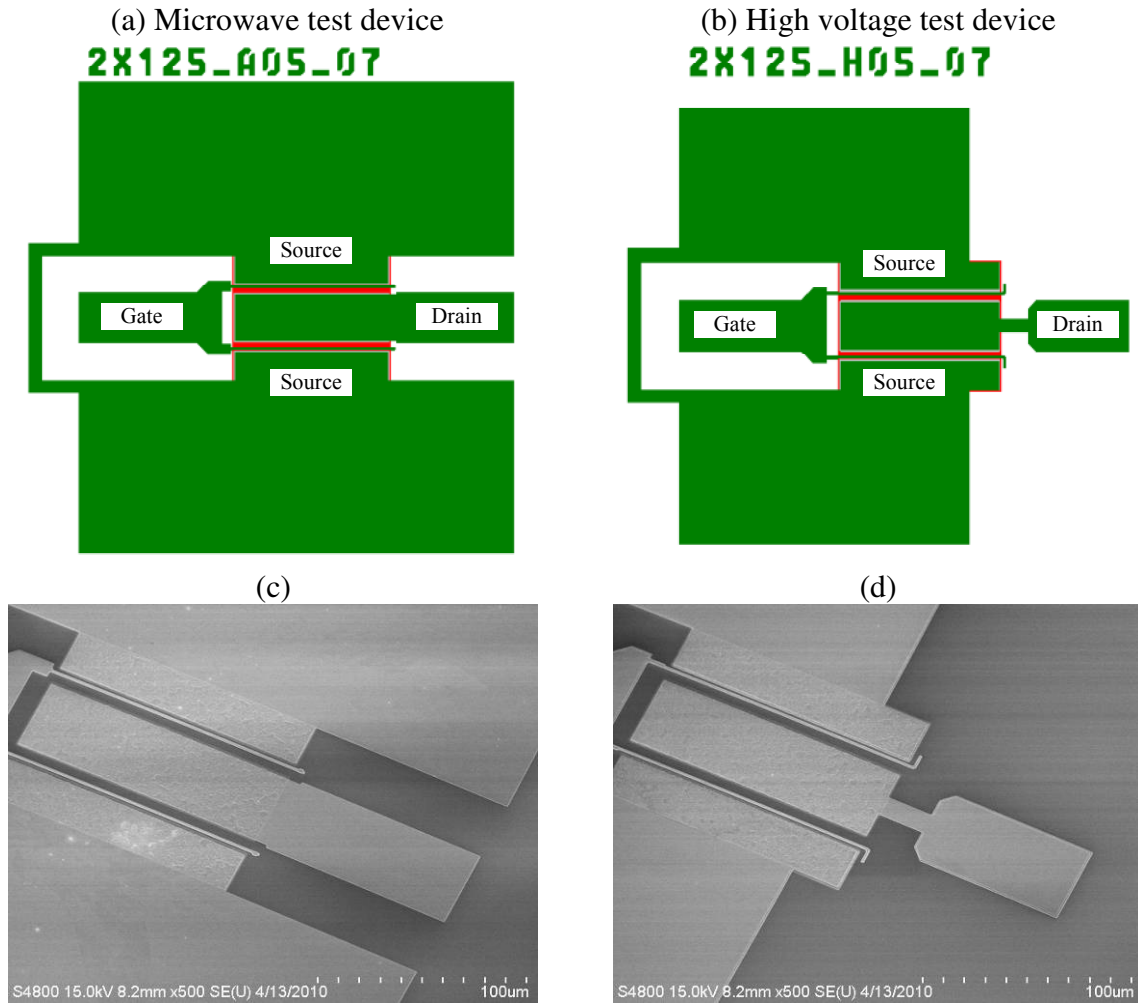 (a) Microwave test device
(b) High voltage test device
2X125_A05_07
2X125_H05_07
Source
Gate
Drain
Source
Source
Gate
Drain
Source
(c)
(d)
S4800 15.0kV 8.2mm x500 SE(U) 4/13/2010 100um
S4800 15.0kV 8.2mm x500 SE(U) 4/13/2010 100um